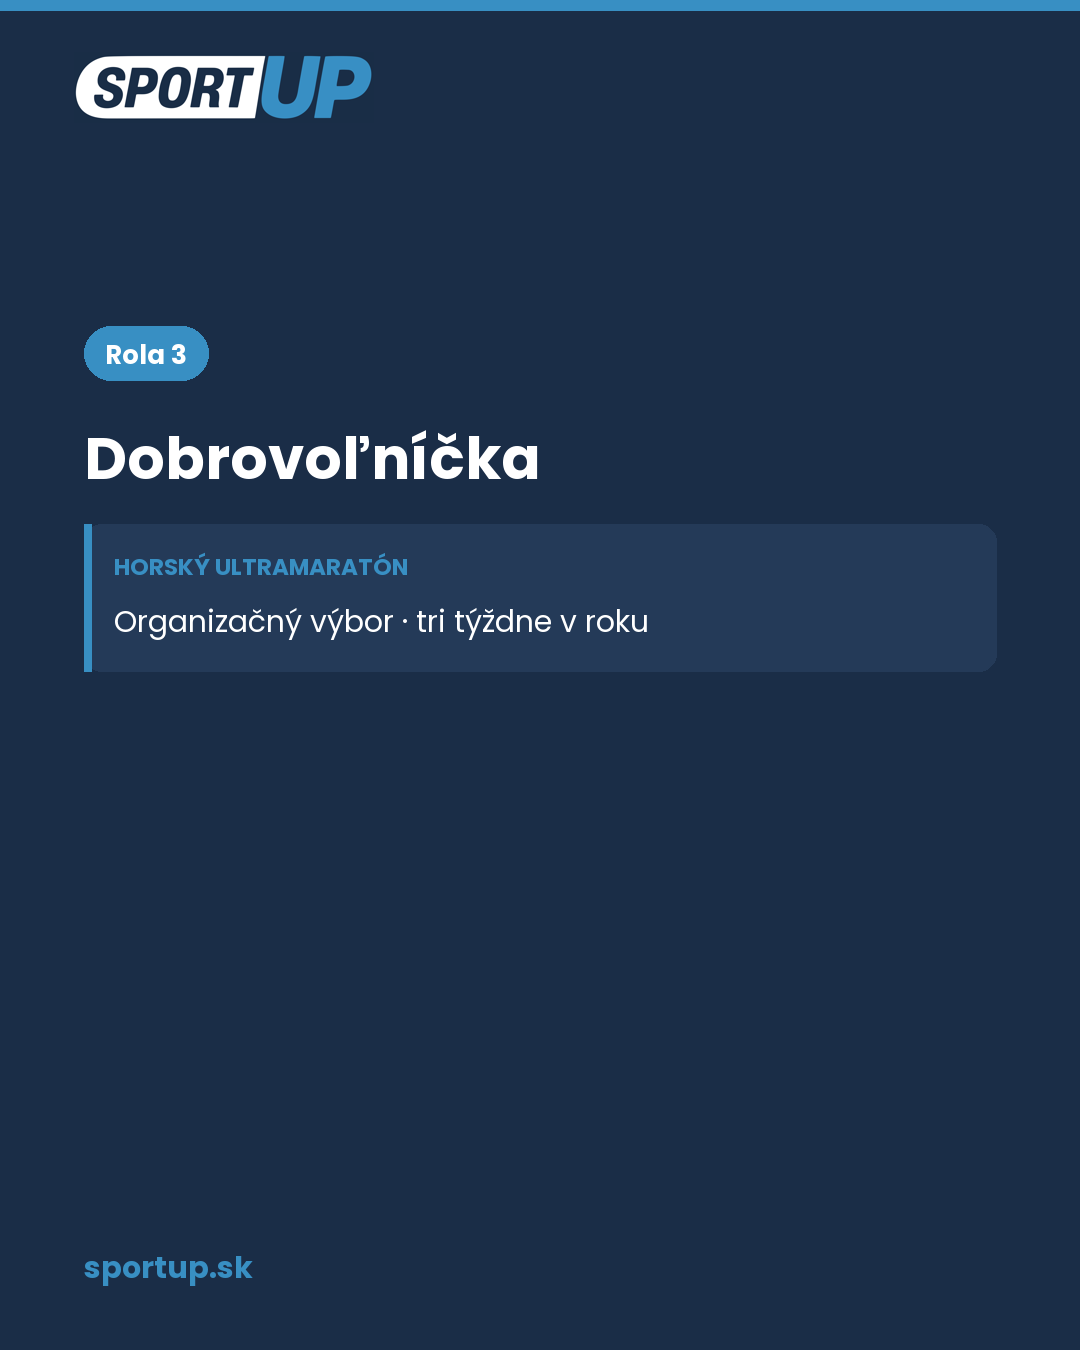 SPORTUP
Rola 3
Dobrovoľníčka
HORSKÝ ULTRAMARATÓN
Organizačný výbor · tri týždne v roku
sportup.sk